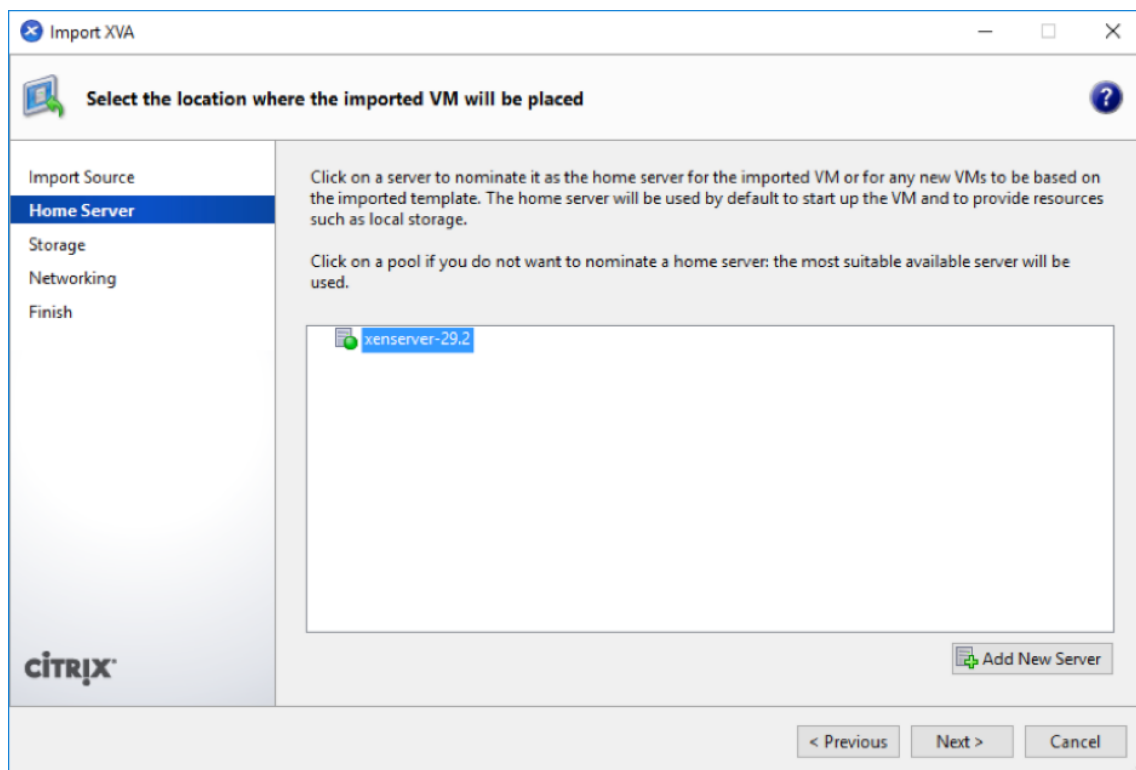 Import XVA
Select the location where the imported VM will be placed
?
Import Source
Home Server
Storage
Networking
Finish
Click on a server to nominate it as the home server for the imported VM or for any new VMs to be based on
the imported template. The home server will be used by default to start up the VM and to provide resources
such as local storage.
Click on a pool if you do not want to nominate a home server: the most suitable available server will be
used.
xenserver-29.2
Add New Server
CİTRIX
< Previous
Next >
Cancel